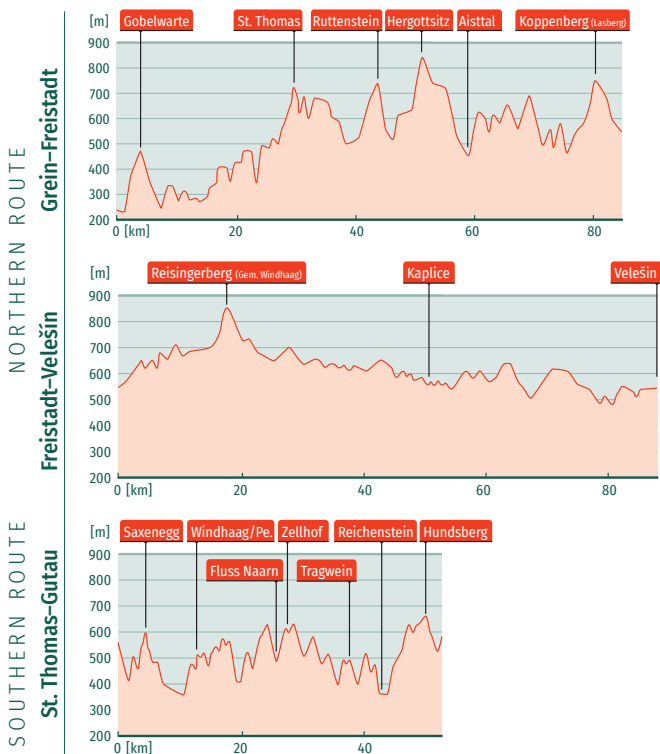 NORTHERN ROUTE
Grein–Freistadt
[m]
Gobelwarte
St. Thomas
Ruttenstein
Hergottsitz
Aisttal
Koppenberg (Lasberg)
900
800
700
600
500
400
300
200
0 [km]
20
40
60
80
Freistadt–Velešín
[m]
Reisingerberg (Gem. Windhaag)
Kaplice
Velešín
900
800
700
600
500
400
300
200
0 [km]
20
40
60
80
SOUTHERN ROUTE
St. Thomas–Gutau
[m]
Saxenegg
Windhaag/Pe.
Zellhof
Reichenstein
Hundsberg
Fluss Naarn
Tragwein
900
800
700
600
500
400
300
200
0 [km]
20
40